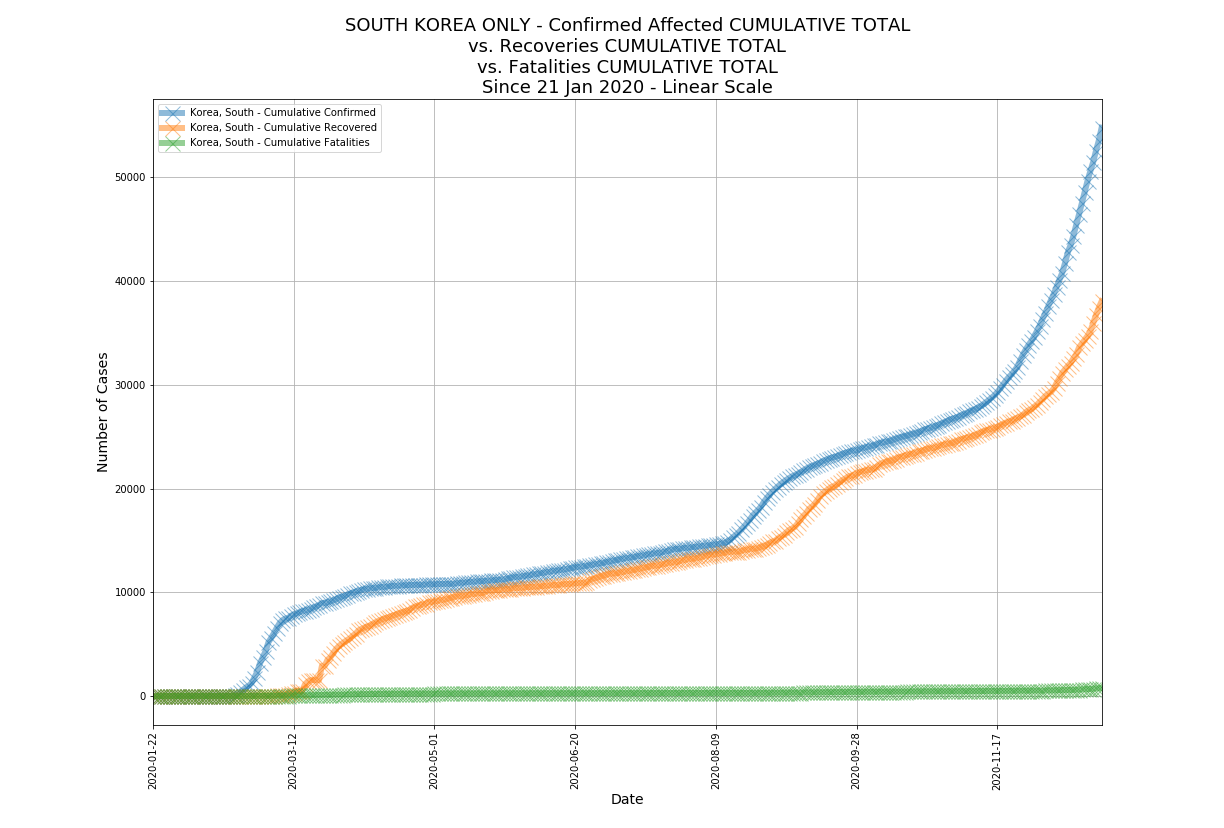 SOUTH KOREA ONLY - Confirmed Affected CUMULATIVE TOTAL
vs. Recoveries CUMULATIVE TOTAL
vs. Fatalities CUMULATIVE TOTAL
Since 21 Jan 2020 - Linear Scale
Korea, South - Cumulative Confirmed
Korea, South - Cumulative Recovered
Korea, South - Cumulative Fatalities
50000
40000
30000
20000
10000
0
Number of Cases
2020-01-22
2020-03-12
2020-05-01
2020-06-20
2020-08-09
2020-09-28
2020-11-17
Date